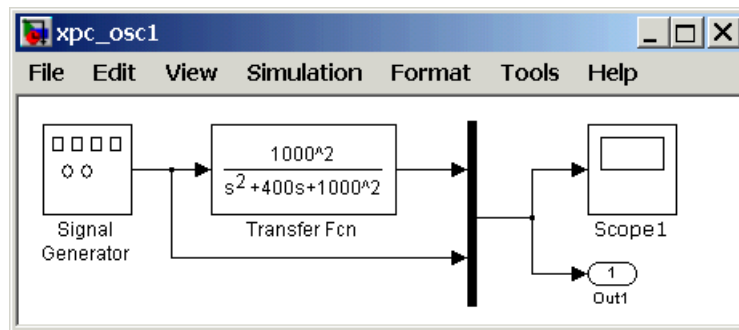 xpc_osc1
File Edit View Simulation Format Tools Help
1000^2
s²+400s+1000^2
Signal
Generator
Transfer Fcn
Scope1
1
Out1